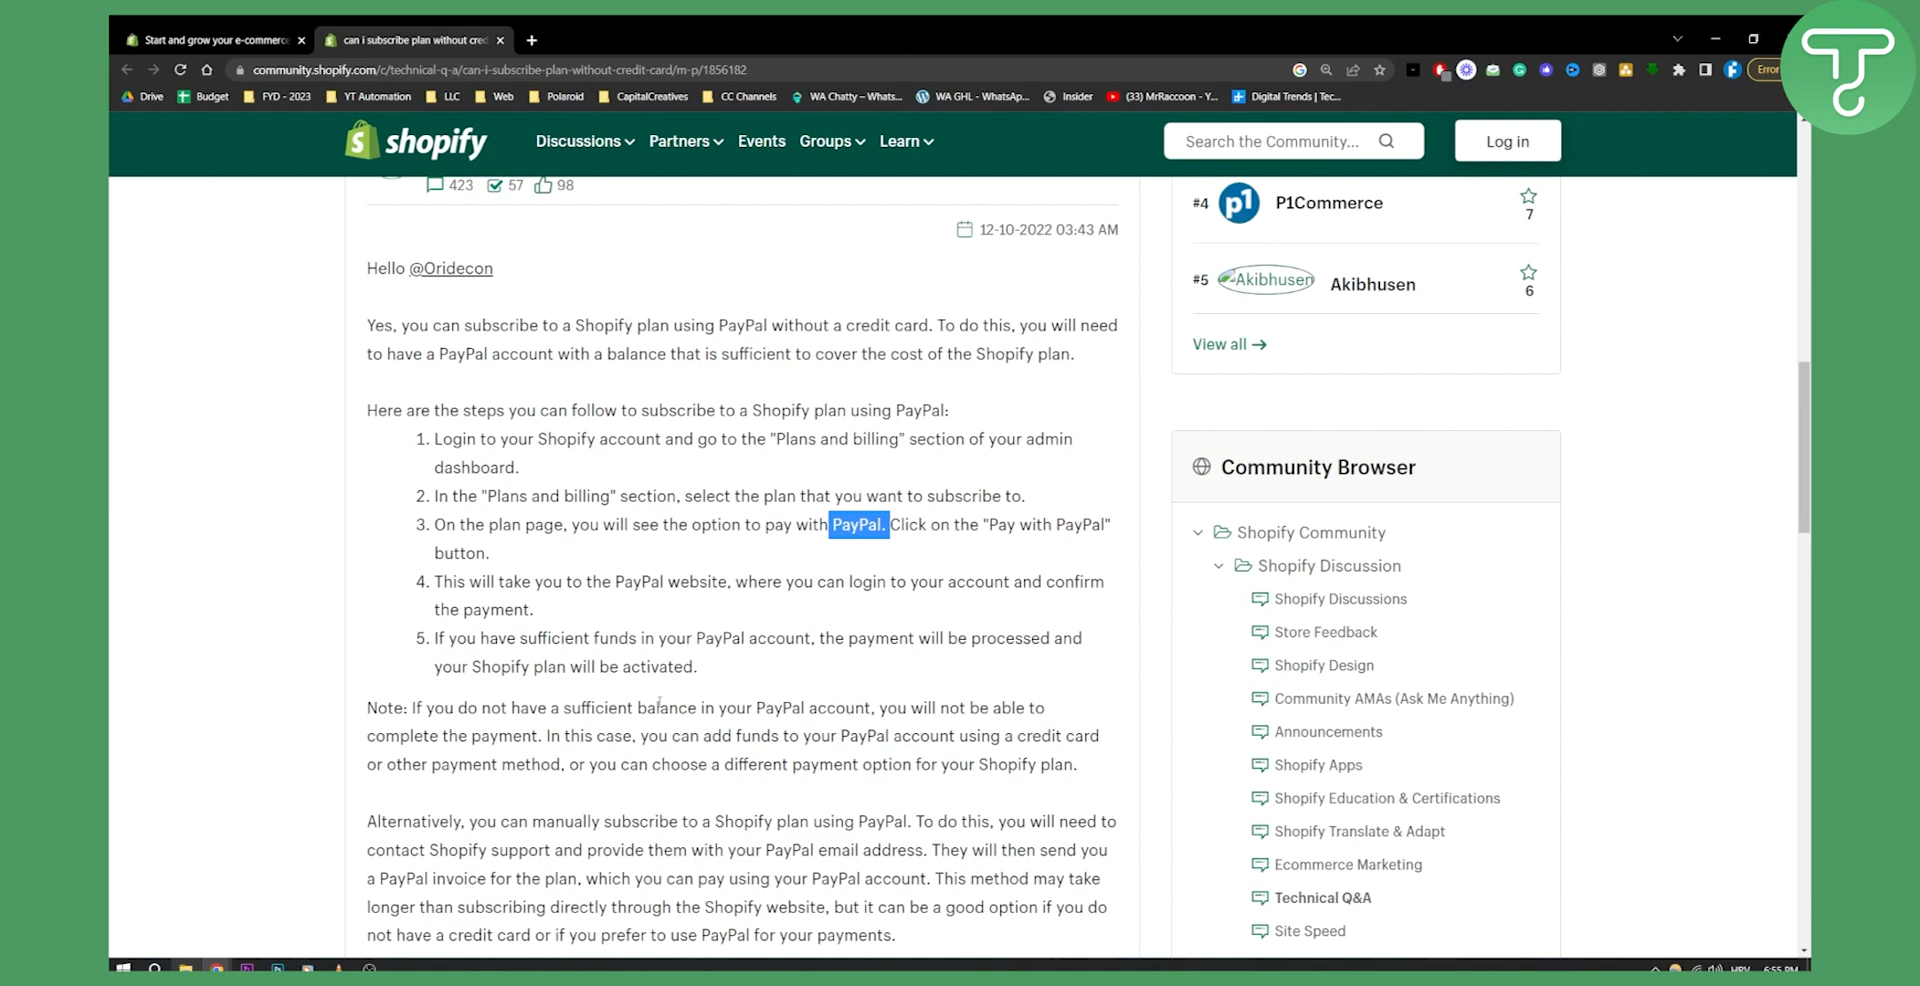 Start and grow your e-commerce
can i subscribe plan without cred
community.shopify.com/c/technical-q-a/can-i-subscribe-plan-without-credit-card/m-p/1856182
Error
Drive
Budget
FYD - 2023
YT Automation
LLC
Web
Polaroid
CapitalCreatives
CC Channels
WA Chatty – Whats...
WA GHL - WhatsAp...
Insider
(33) MrRaccoon - Y...
Digital Trends | Tec...
shopify
Discussions
Partners
Events
Groups
Learn
Search the Community...
Log in
423
57
98
12-10-2022 03:43 AM
Hello @Oridecon
Yes, you can subscribe to a Shopify plan using PayPal without a credit card. To do this, you will need
to have a PayPal account with a balance that is sufficient to cover the cost of the Shopify plan.
Here are the steps you can follow to subscribe to a Shopify plan using PayPal:
1. Login to your Shopify account and go to the "Plans and billing" section of your admin
dashboard.
2. In the "Plans and billing" section, select the plan that you want to subscribe to.
3. On the plan page, you will see the option to pay with PayPal. Click on the "Pay with PayPal"
button.
4. This will take you to the PayPal website, where you can login to your account and confirm
the payment.
5. If you have sufficient funds in your PayPal account, the payment will be processed and
your Shopify plan will be activated.
Note: If you do not have a sufficient balance in your PayPal account, you will not be able to
complete the payment. In this case, you can add funds to your PayPal account using a credit card
or other payment method, or you can choose a different payment option for your Shopify plan.
Alternatively, you can manually subscribe to a Shopify plan using PayPal. To do this, you will need to
contact Shopify support and provide them with your PayPal email address. They will then send you
a PayPal invoice for the plan, which you can pay using your PayPal account. This method may take
longer than subscribing directly through the Shopify website, but it can be a good option if you do
not have a credit card or if you prefer to use PayPal for your payments.
#4
p1
P1Commerce
7
#5
Akibhusen
Akibhusen
6
View all
Community Browser
Shopify Community
Shopify Discussion
Shopify Discussions
Store Feedback
Shopify Design
Community AMAs (Ask Me Anything)
Announcements
Shopify Apps
Shopify Education & Certifications
Shopify Translate & Adapt
Ecommerce Marketing
Technical Q&A
Site Speed
HRV
6:55 PM